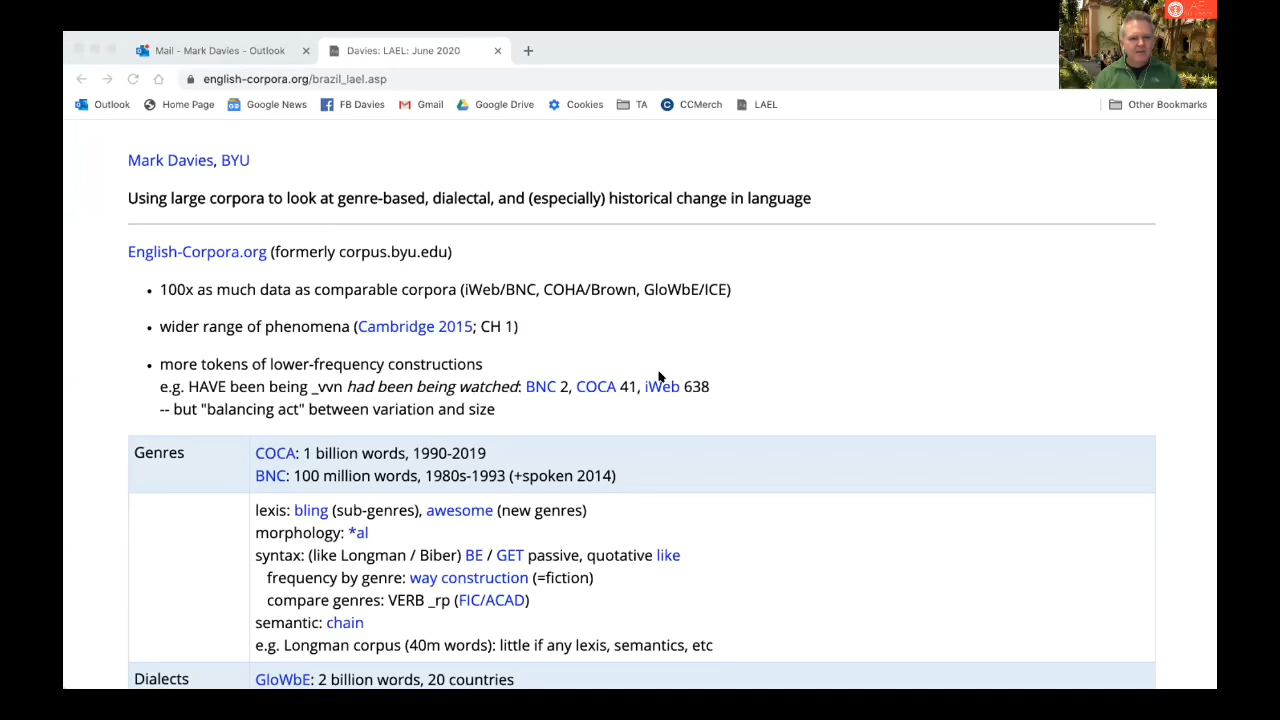 Mail - Mark Davies - Outlook
Davies: LAEL: June 2020
english-corpora.org/brazil_lael.asp
Outlook Home Page Google News FB Davies Gmail Google Drive Cookies TA CCMerch LAEL Other Bookmarks
Mark Davies, BYU
Using large corpora to look at genre-based, dialectal, and (especially) historical change in language
English-Corpora.org (formerly corpus.byu.edu)
• 100x as much data as comparable corpora (iWeb/BNC, COHA/Brown, GloWbE/ICE)
• wider range of phenomena (Cambridge 2015; CH 1)
• more tokens of lower-frequency constructions
e.g. HAVE been being _vvn had been being watched: BNC 2, COCA 41, iWeb 638
-- but "balancing act" between variation and size
Genres
COCA: 1 billion words, 1990-2019
BNC: 100 million words, 1980s-1993 (+spoken 2014)
lexis: bling (sub-genres), awesome (new genres)
morphology: *al
syntax: (like Longman / Biber) BE / GET passive, quotative like
frequency by genre: way construction (=fiction)
compare genres: VERB _rp (FIC/ACAD)
semantic: chain
e.g. Longman corpus (40m words): little if any lexis, semantics, etc
Dialects
GloWbE: 2 billion words, 20 countries